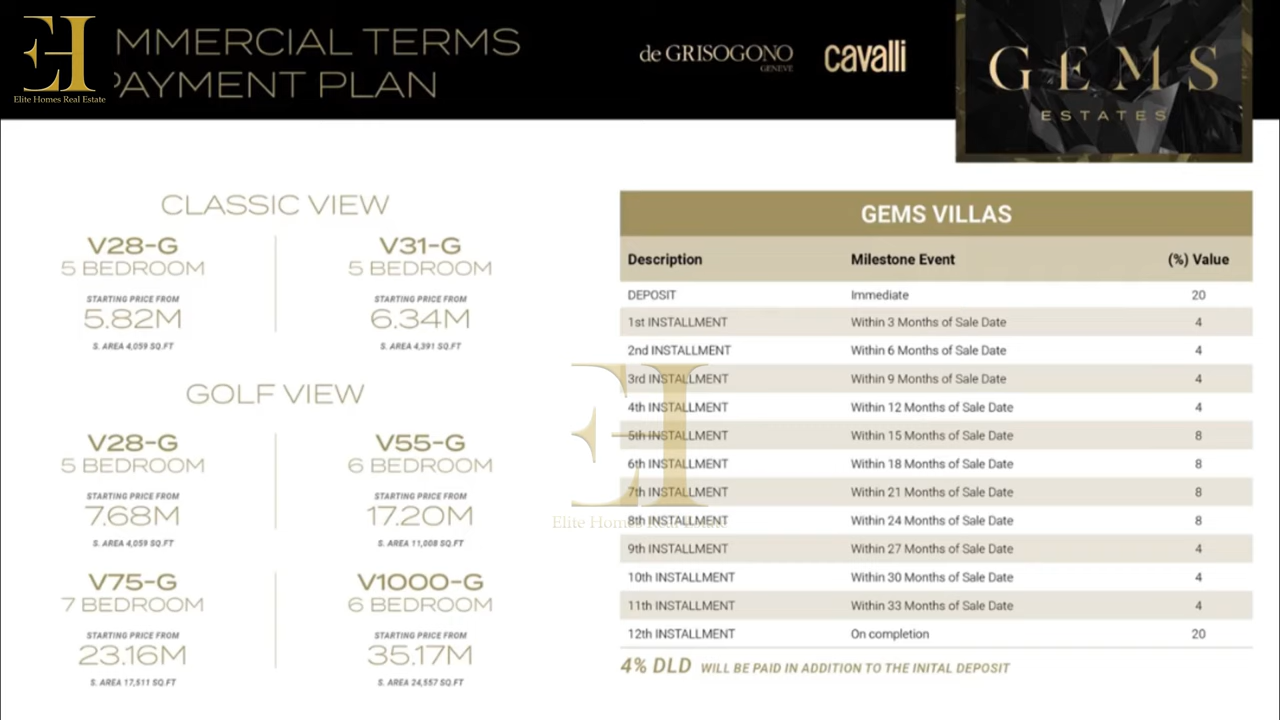 EH
Elite Homes Real Estate
MMERCIAL TERMS
PAYMENT PLAN
de GRISOGONO
GENEVE
cavalli
GEMS
ESTATES
CLASSIC VIEW
V28-G
5 BEDROOM
STARTING PRICE FROM
5.82M
S. AREA 4,059 SQ.FT
V31-G
5 BEDROOM
STARTING PRICE FROM
6.34M
S. AREA 4,391 SQ.FT
GOLF VIEW
V28-G
5 BEDROOM
STARTING PRICE FROM
7.68M
S. AREA 4,059 SQ.FT
V55-G
6 BEDROOM
STARTING PRICE FROM
17.20M
S. AREA 11,008 SQ.FT
V75-G
7 BEDROOM
STARTING PRICE FROM
23.16M
S. AREA 17,511 SQ.FT
V1000-G
6 BEDROOM
STARTING PRICE FROM
35.17M
S. AREA 24,557 SQ.FT
GEMS VILLAS
Description Milestone Event (%) Value
DEPOSIT Immediate 20
1st INSTALLMENT Within 3 Months of Sale Date 4
2nd INSTALLMENT Within 6 Months of Sale Date 4
3rd INSTALLMENT Within 9 Months of Sale Date 4
4th INSTALLMENT Within 12 Months of Sale Date 4
5th INSTALLMENT Within 15 Months of Sale Date 8
6th INSTALLMENT Within 18 Months of Sale Date 8
7th INSTALLMENT Within 21 Months of Sale Date 8
8th INSTALLMENT Within 24 Months of Sale Date 8
9th INSTALLMENT Within 27 Months of Sale Date 4
10th INSTALLMENT Within 30 Months of Sale Date 4
11th INSTALLMENT Within 33 Months of Sale Date 4
12th INSTALLMENT On completion 20
4% DLD WILL BE PAID IN ADDITION TO THE INITAL DEPOSIT
EH
Elite Homes Real Estate